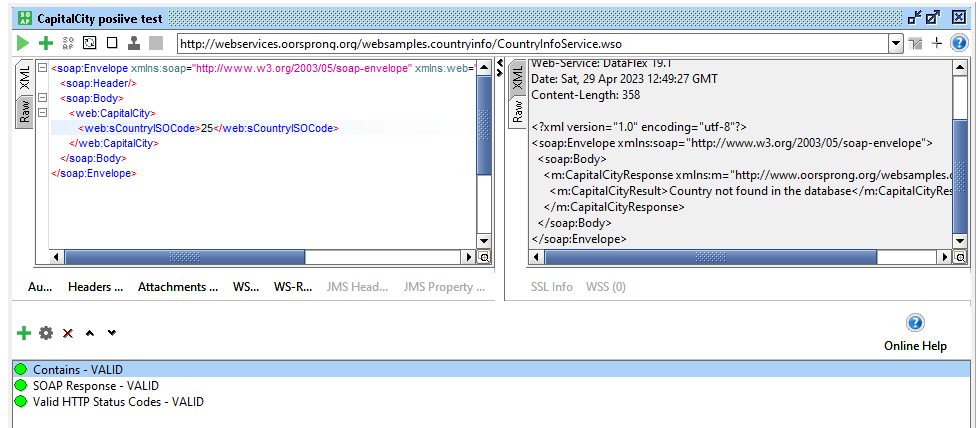 CapitalCity posiive test
http://webservices.oorsprong.org/websamples.countryinfo/CountryInfoService.wso
XML
Raw
<soap:Envelope xmlns:soap="http://www.w3.org/2003/05/soap-envelope" xmlns:web="
<soap:Header/>
<soap:Body>
<web:CapitalCity>
<web:sCountryISOCode>25</web:sCountryISOCode>
</web:CapitalCity>
</soap:Body>
</soap:Envelope>
XML
Raw
Web-Service: DataFlex 19.1
Date: Sat, 29 Apr 2023 12:49:27 GMT
Content-Length: 358
<?xml version="1.0" encoding="utf-8"?>
<soap:Envelope xmlns:soap="http://www.w3.org/2003/05/soap-envelope">
<soap:Body>
<m:CapitalCityResponse xmlns:m="http://www.oorsprong.org/websamples.c
<m:CapitalCityResult>Country not found in the database</m:CapitalCityRes
</m:CapitalCityResponse>
</soap:Body>
</soap:Envelope>
Au... Headers ... Attachments ... WS... WS-R... JMS Head... JMS Property ...
SSL Info WSS (0)
Online Help
Contains - VALID
SOAP Response - VALID
Valid HTTP Status Codes - VALID